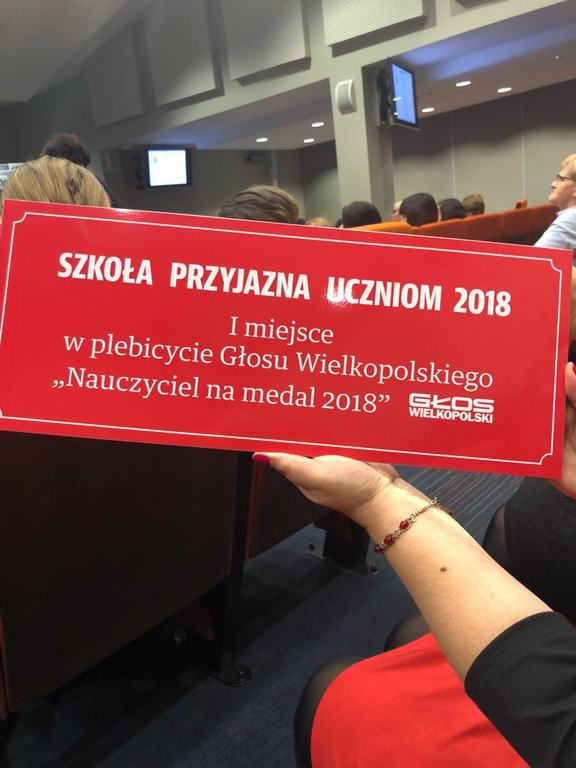 SZKOŁA PRZYJAZNA UCZNIOM 2018
I miejsce
w plebicycie Głosu Wielkopolskiego
„Nauczyciel na medal 2018”
GŁOS
WIELKOPOLSKI